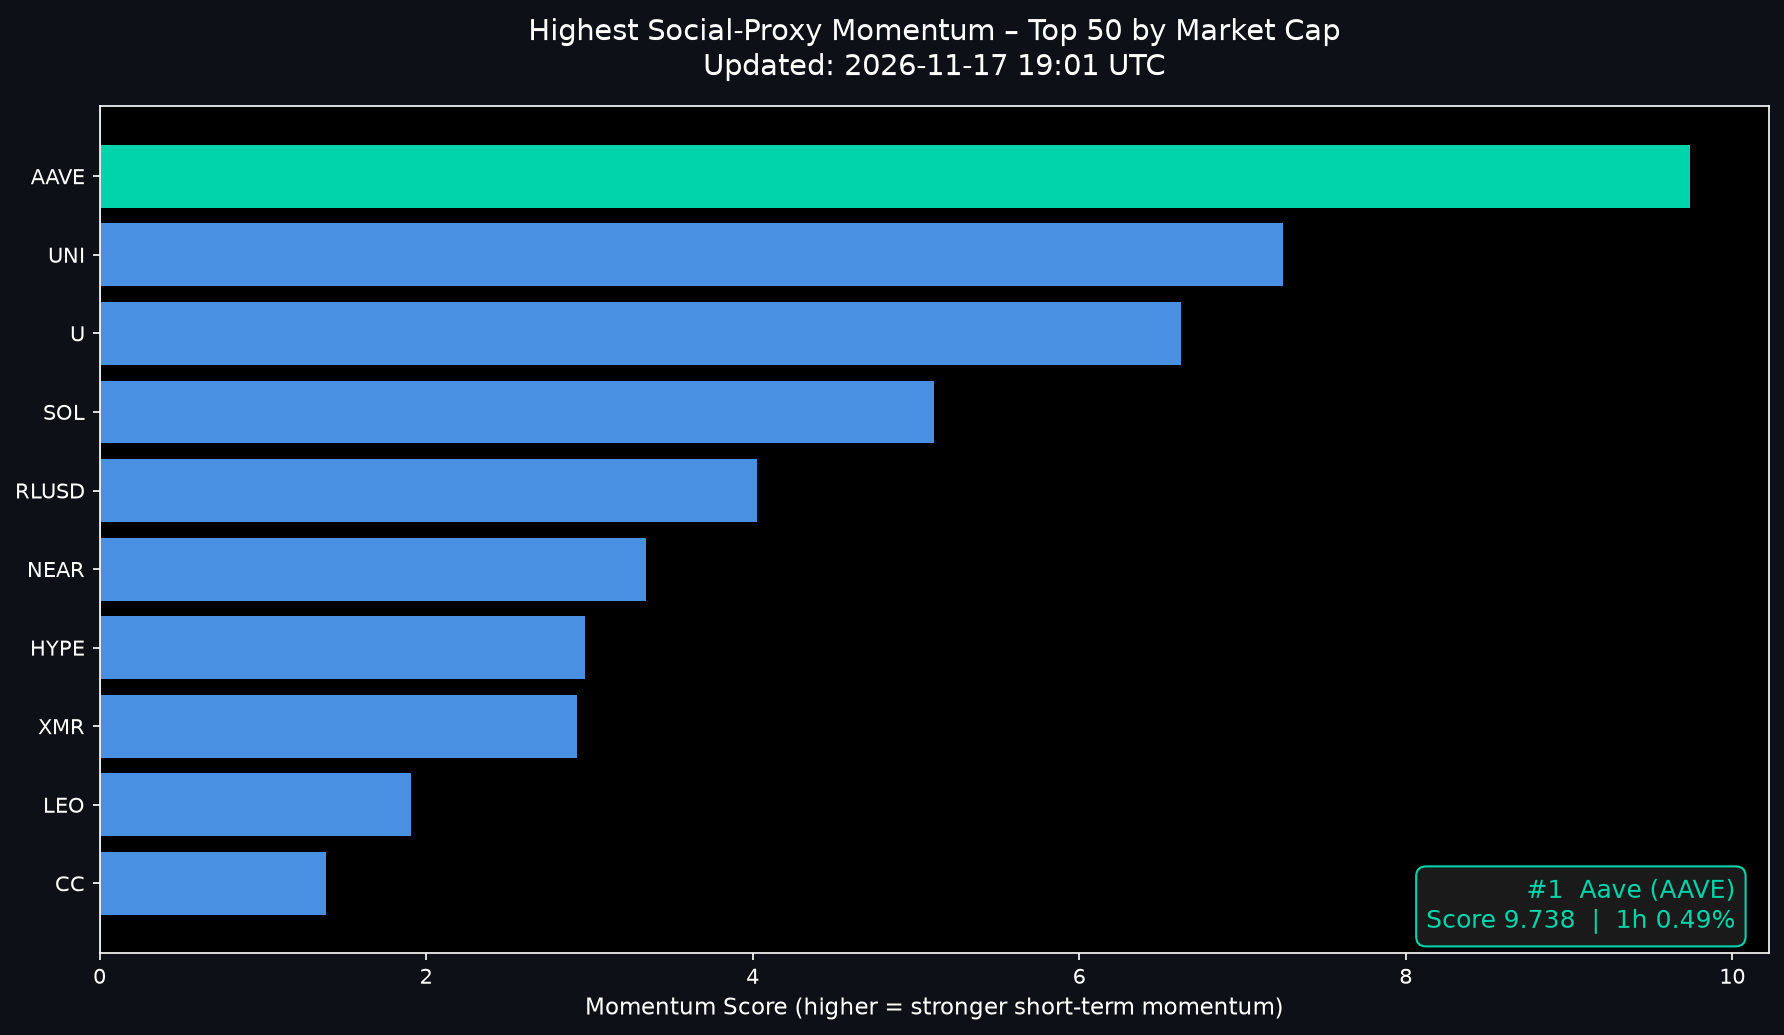 Highest Social-Proxy Momentum – Top 50 by Market Cap
Updated: 2026-11-17 19:01 UTC
AAVE
UNI
U
SOL
RLUSD
NEAR
HYPE
XMR
LEO
CC
#1  Aave (AAVE)
Score 9.738  |  1h 0.49%
0 2 4 6 8 10
Momentum Score (higher = stronger short-term momentum)